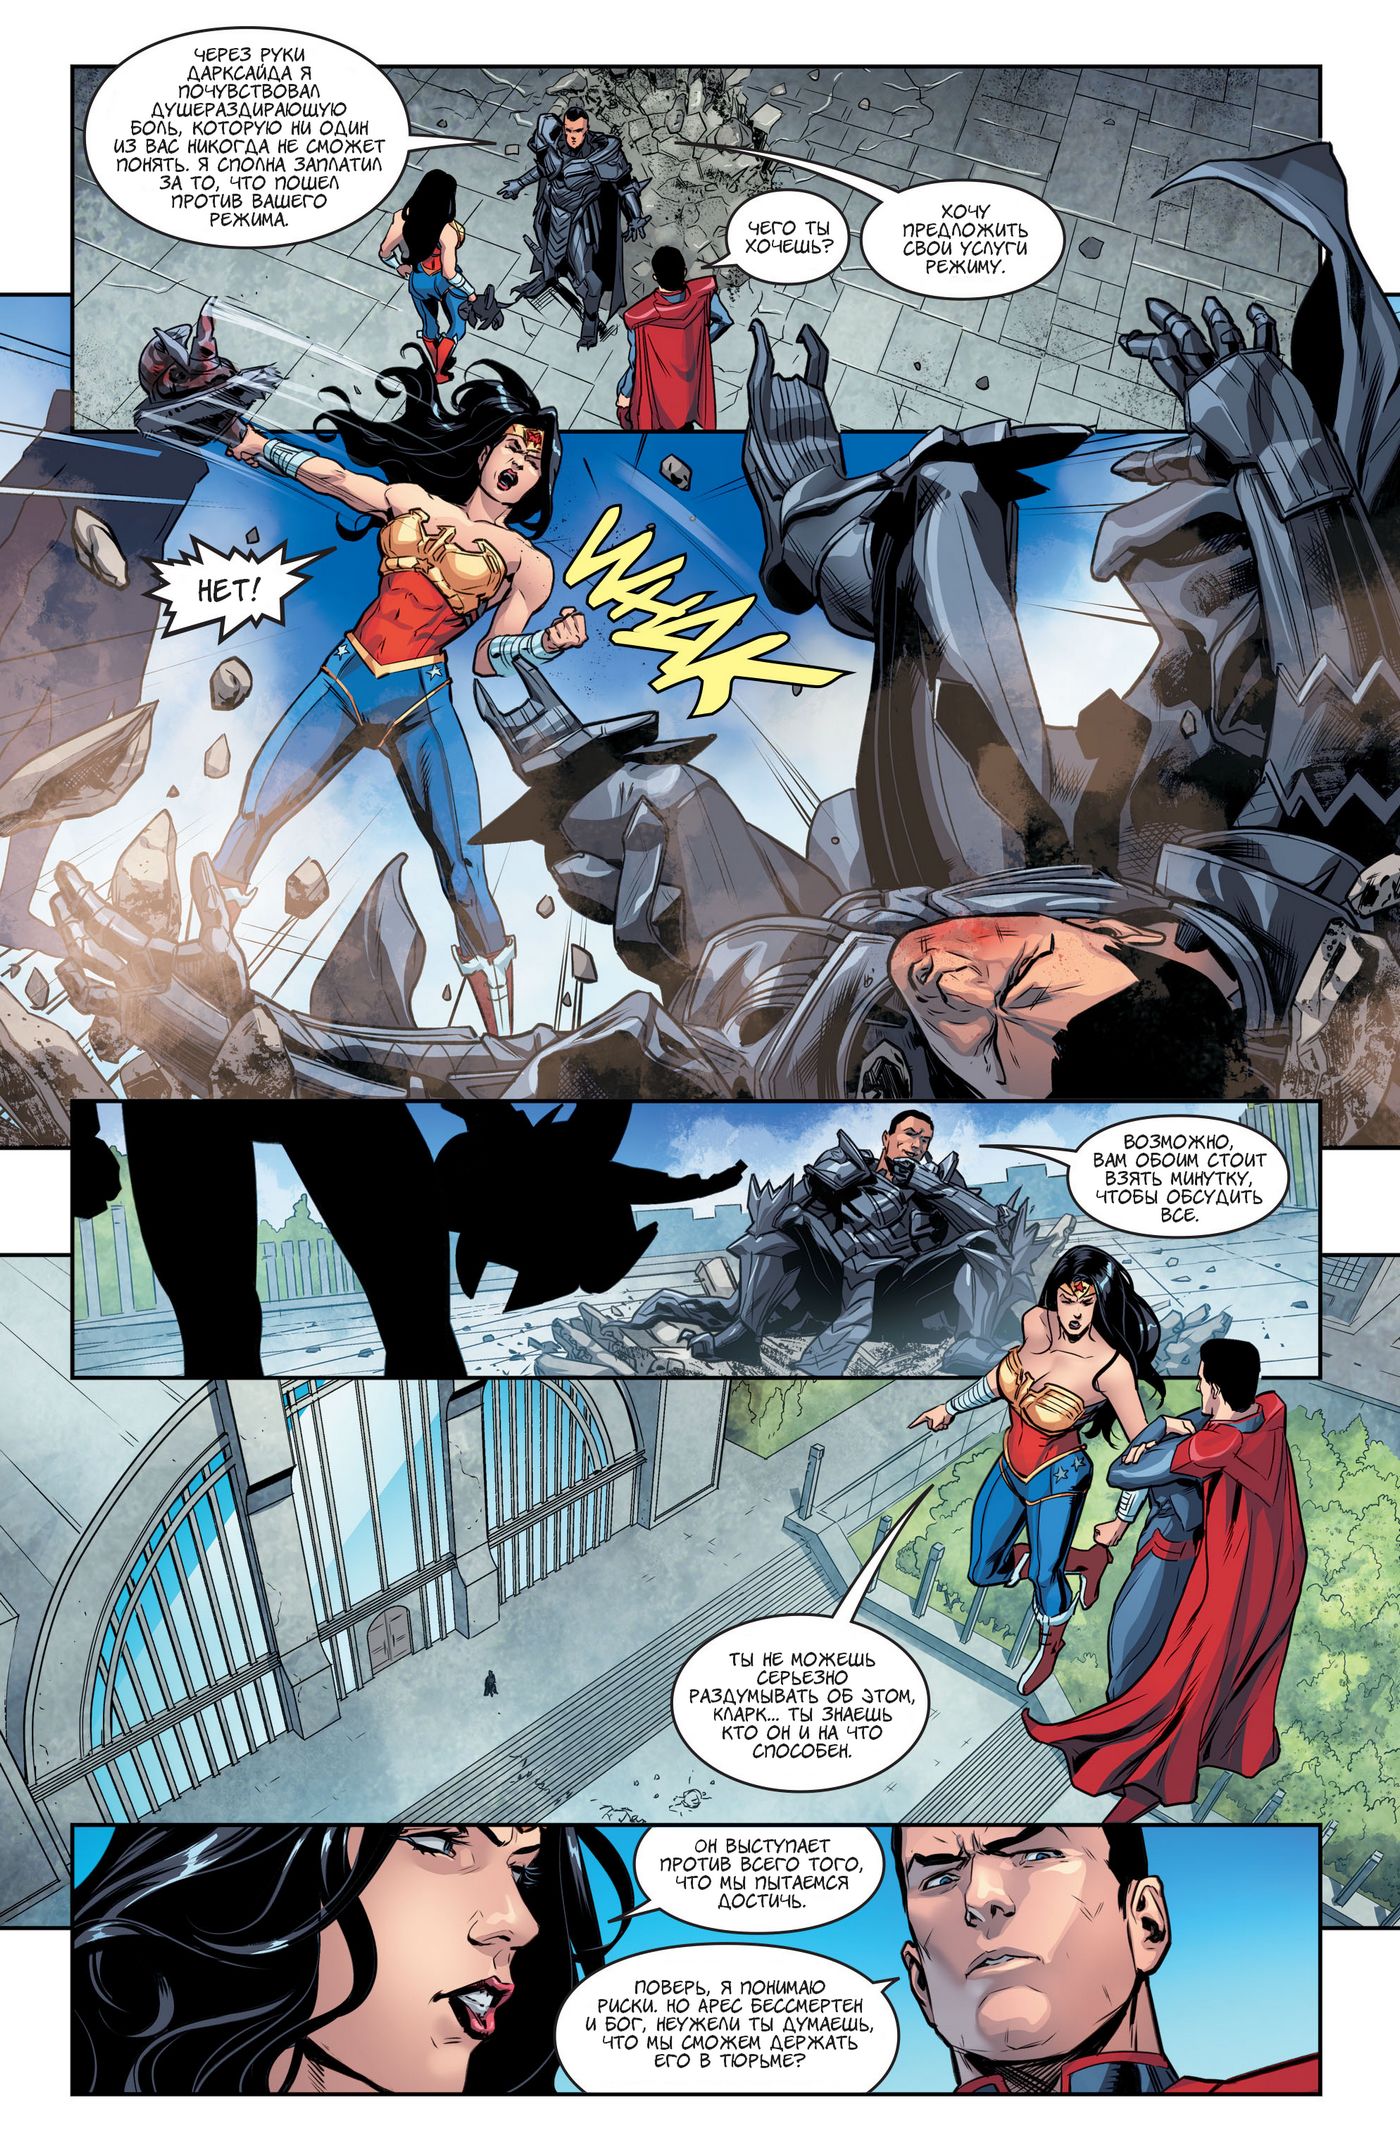 ЧЕРЕЗ РУКИ
ДАРКСАЙДА Я
ПОЧУВСТВОВАЛ
ДУШЕРАЗДИРАЮЩУЮ
БОЛЬ, КОТОРУЮ НИ ОДИН
ИЗ ВАС НИКОГДА НЕ СМОЖЕТ
ПОНЯТЬ. Я СПОЛНА ЗАПЛАТИЛ
ЗА ТО, ЧТО ПОШЕЛ
ПРОТИВ ВАШЕГО
РЕЖИМА.
ЧЕГО ТЫ
ХОЧЕШЬ?
ХОЧУ
ПРЕДЛОЖИТЬ
СВОИ УСЛУГИ
РЕЖИМУ.
НЕТ!
WHAK
ВОЗМОЖНО,
ВАМ ОБОИМ СТОИТ
ВЗЯТЬ МИНУТКУ,
ЧТОБЫ ОБСУДИТЬ
ВСЕ.
ТЫ НЕ МОЖЕШЬ
СЕРЬЕЗНО
РАЗДУМЫВАТЬ ОБ ЭТОМ,
КЛАРК... ТЫ ЗНАЕШЬ
КТО ОН И НА ЧТО
СПОСОБЕН.
ОН ВЫСТУПАЕТ
ПРОТИВ ВСЕГО ТОГО,
ЧТО МЫ ПЫТАЕМСЯ
ДОСТИЧЬ.
ПОВЕРЬ, Я ПОНИМАЮ
РИСКИ. НО АРЕС БЕССМЕРТЕН
И БОГ, НЕУЖЕЛИ ТЫ ДУМАЕШЬ,
ЧТО МЫ СМОЖЕМ ДЕРЖАТЬ
ЕГО В ТЮРЬМЕ?